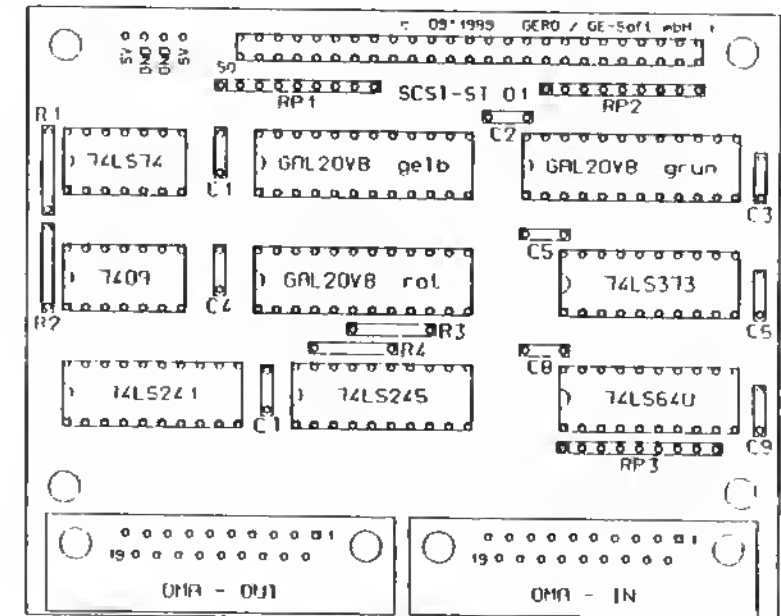 09*1989 GERO / GE-Soft mbH
5V GND GND 5V
50
RP1 SCSI-ST 01 RP2
R1 C2
74LS74 C1 GAL20V8 gelb GAL20V8 grun C3
C5
7409 C4 GAL20V8 rot 74LS373 C6
R2 R3
R4 C8
74LS241 74LS245 74LS640 C9
RP3
1 1
19 19
DMA - OUT DMA - IN